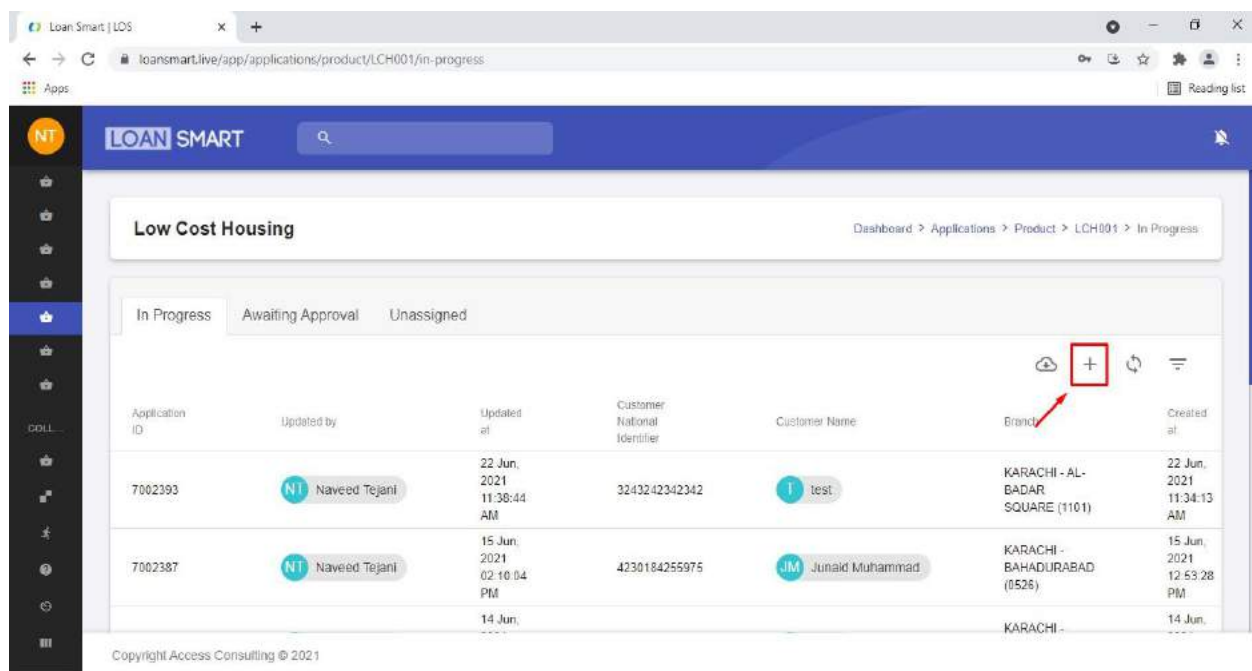 Loan Smart | LOS
loansmart.live/app/applications/product/LCH001/in-progress
Apps
Reading list
NT
LOAN SMART
Low Cost Housing
Dashboard > Applications > Product > LCH001 > In Progress
In Progress Awaiting Approval Unassigned
COLL...
Application
ID
Updated by
Updated
at
Customer
National
Identifier
Customer Name
Branch
Created
at
7002393
NT Naveed Tejani
22 Jun,
2021
11:38:44
AM
3243242342342
T test
KARACHI - AL-
BADAR
SQUARE (1101)
22 Jun,
2021
11:34:13
AM
7002387
NT Naveed Tejani
15 Jun,
2021
02:10:04
PM
4230184255975
JM Junaid Muhammad
KARACHI -
BAHADURABAD
(0526)
15 Jun,
2021
12:53:28
PM
14 Jun,
KARACHI -
14 Jun,
Copyright Access Consulting © 2021